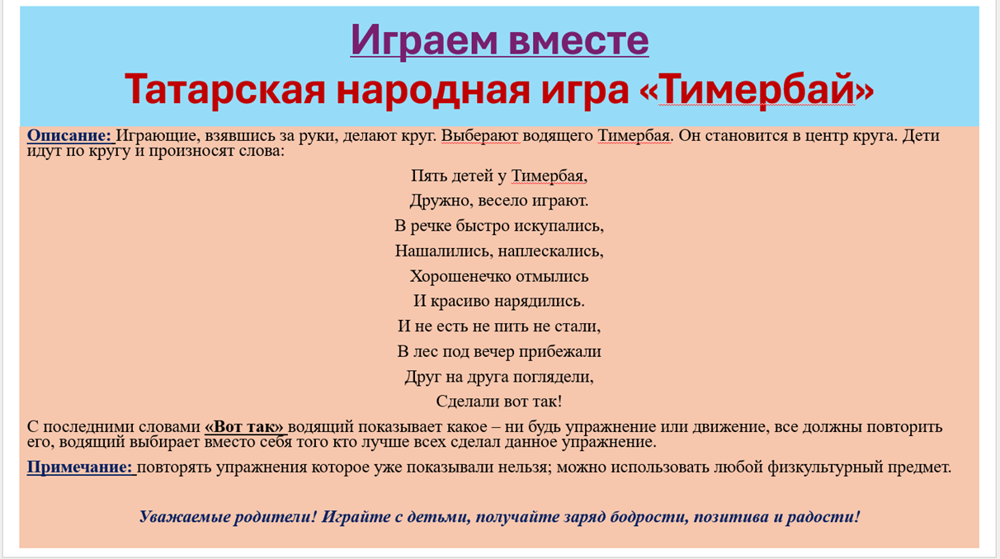 Играем вместе
Татарская народная игра «Тимербай»
Описание: Играющие, взявшись за руки, делают круг. Выберают водящего Тимербая. Он становится в центр круга. Дети
идут по кругу и произносят слова:
Пять детей у Тимербая,
Дружно, весело играют.
В речке быстро искупались,
Нашалились, наплескались,
Хорошенечко отмылись
И красиво нарядились.
И не есть не пить не стали,
В лес под вечер прибежали
Друг на друга поглядели,
Сделали вот так!
С последними словами «Вот так» водящий показывает какое – ни будь упражнение или движение, все должны повторить
его, водящий выбирает вместо себя того кто лучше всех сделал данное упражнение.
Примечание: повторять упражнения которое уже показывали нельзя; можно использовать любой физкультурный предмет.
Уважаемые родители! Играйте с детьми, получайте заряд бодрости, позитива и радости!